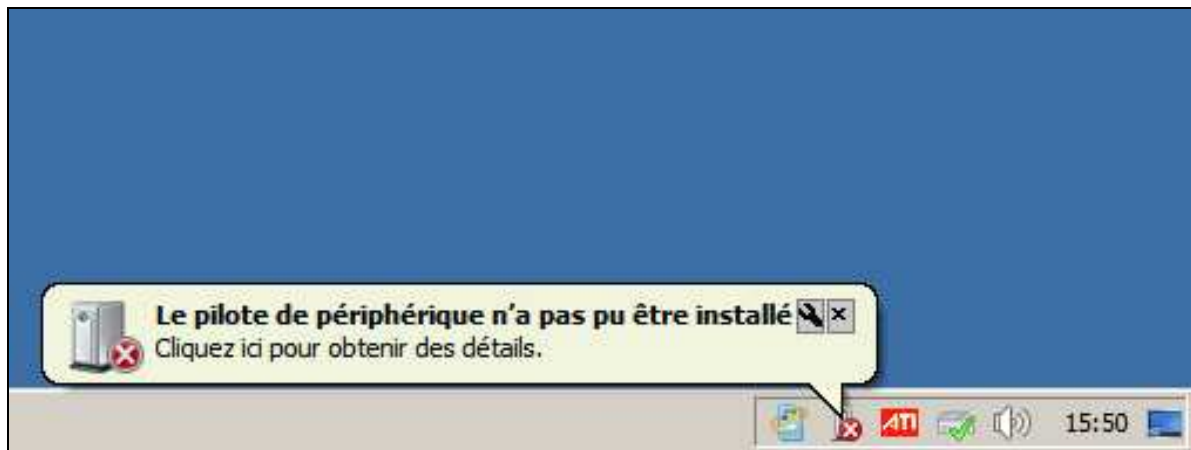 Le pilote de périphérique n'a pas pu être installé
Cliquez ici pour obtenir des détails.
ATI
15:50